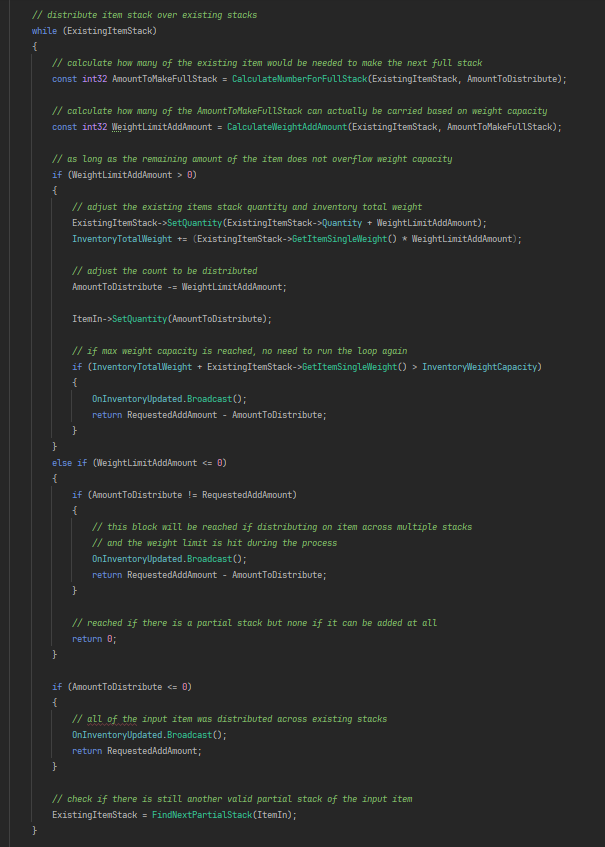 // distribute item stack over existing stacks
while (ExistingItemStack)
{
// calculate how many of the existing item would be needed to make the next full stack
const int32 AmountToMakeFullStack = CalculateNumberForFullStack(ExistingItemStack, AmountToDistribute);
// calculate how many of the AmountToMakeFullStack can actually be carried based on weight capacity
const int32 WeightLimitAddAmount = CalculateWeightAddAmount(ExistingItemStack, AmountToMakeFullStack);
// as long as the remaining amount of the item does not overflow weight capacity
if (WeightLimitAddAmount > 0)
{
// adjust the existing items stack quantity and inventory total weight
ExistingItemStack->SetQuantity(ExistingItemStack->Quantity + WeightLimitAddAmount);
InventoryTotalWeight += (ExistingItemStack->GetItemSingleWeight() * WeightLimitAddAmount);
// adjust the count to be distributed
AmountToDistribute -= WeightLimitAddAmount;
ItemIn->SetQuantity(AmountToDistribute);
// if max weight capacity is reached, no need to run the loop again
if (InventoryTotalWeight + ExistingItemStack->GetItemSingleWeight() > InventoryWeightCapacity)
{
OnInventoryUpdated.Broadcast();
return RequestedAddAmount - AmountToDistribute;
}
}
else if (WeightLimitAddAmount <= 0)
{
if (AmountToDistribute != RequestedAddAmount)
{
// this block will be reached if distributing on item across multiple stacks
// and the weight limit is hit during the process
OnInventoryUpdated.Broadcast();
return RequestedAddAmount - AmountToDistribute;
}
// reached if there is a partial stack but none if it can be added at all
return 0;
}
if (AmountToDistribute <= 0)
{
// all of the input item was distributed across existing stacks
OnInventoryUpdated.Broadcast();
return RequestedAddAmount;
}
// check if there is still another valid partial stack of the input item
ExistingItemStack = FindNextPartialStack(ItemIn);
}